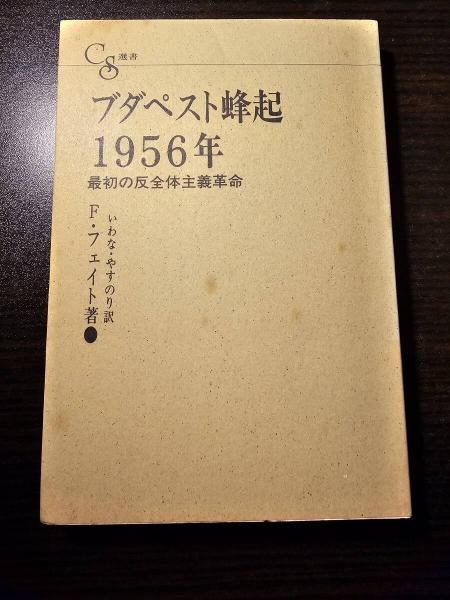 CS選書
ブダペスト蜂起
1956年
最初の反全体主義革命
F・フェイト著●
いわな・やすのり訳